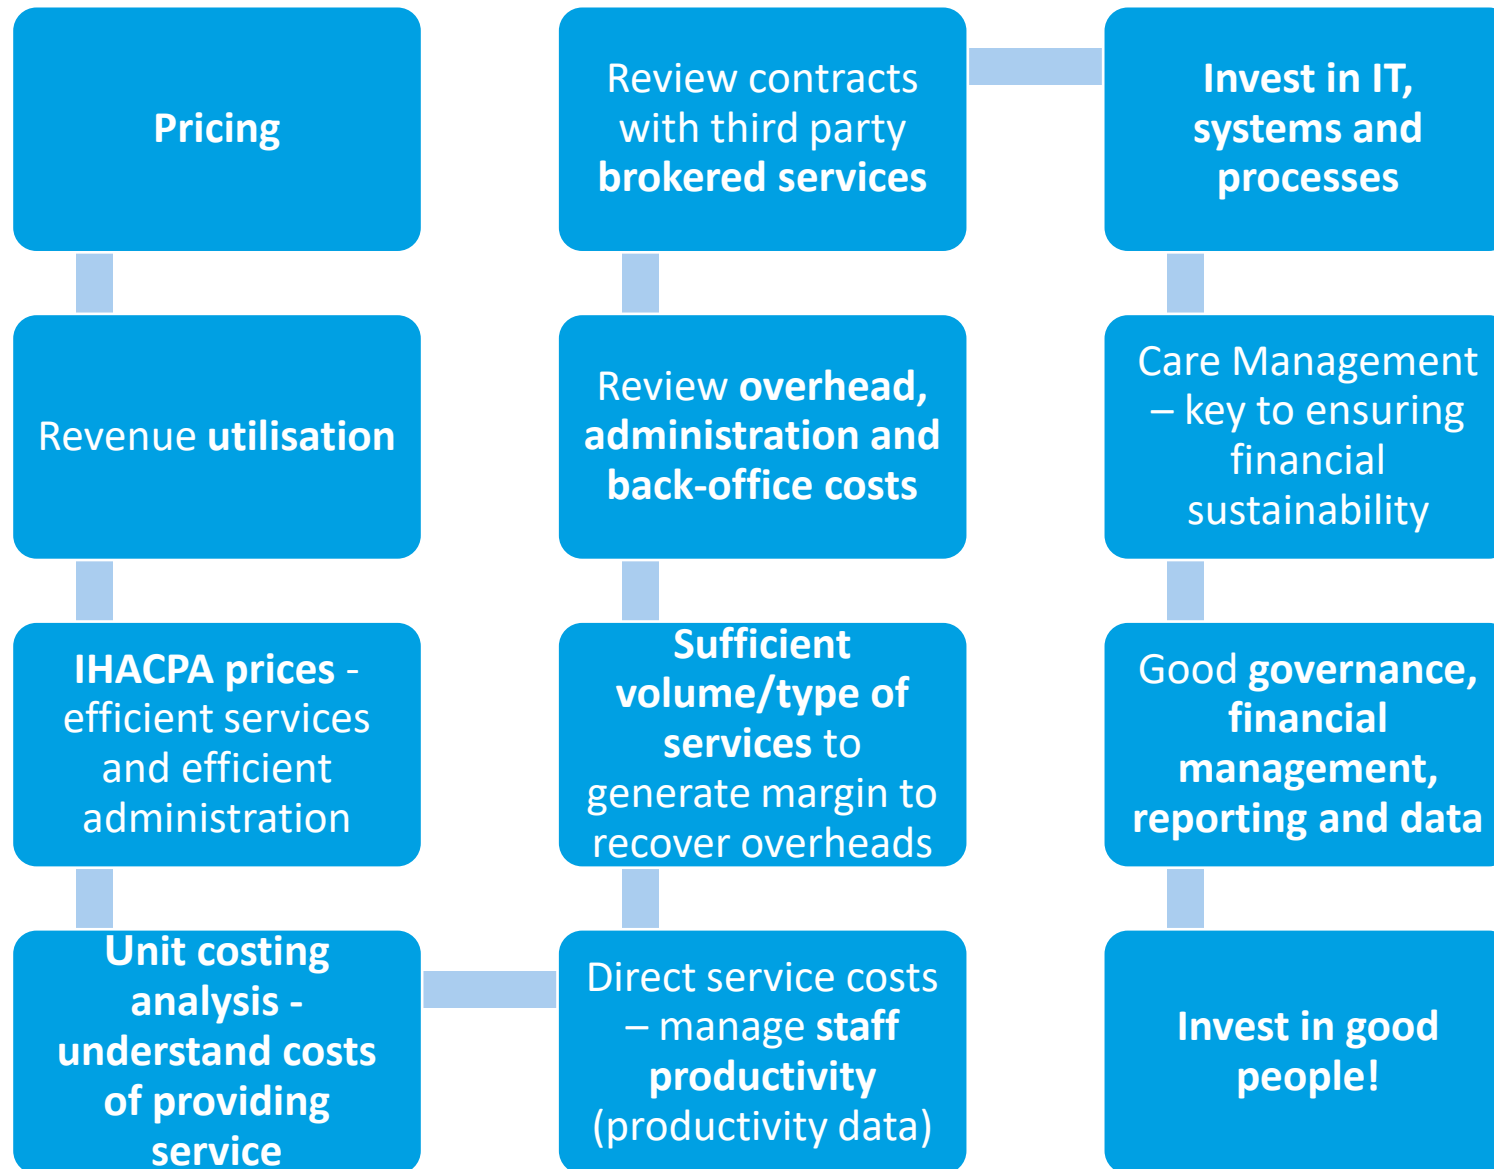 Pricing
Revenue utilisation
IHACPA prices -
efficient services
and efficient
administration
Unit costing
analysis -
understand costs
of providing
service
Direct service costs
– manage staff
productivity
(productivity data)
Sufficient
volume/type of
services to
generate margin to
recover overheads
Review overhead,
administration and
back-office costs
Review contracts
with third party
brokered services
Invest in IT,
systems and
processes
Care Management
– key to ensuring
financial
sustainability
Good governance,
financial
management,
reporting and data
Invest in good
people!